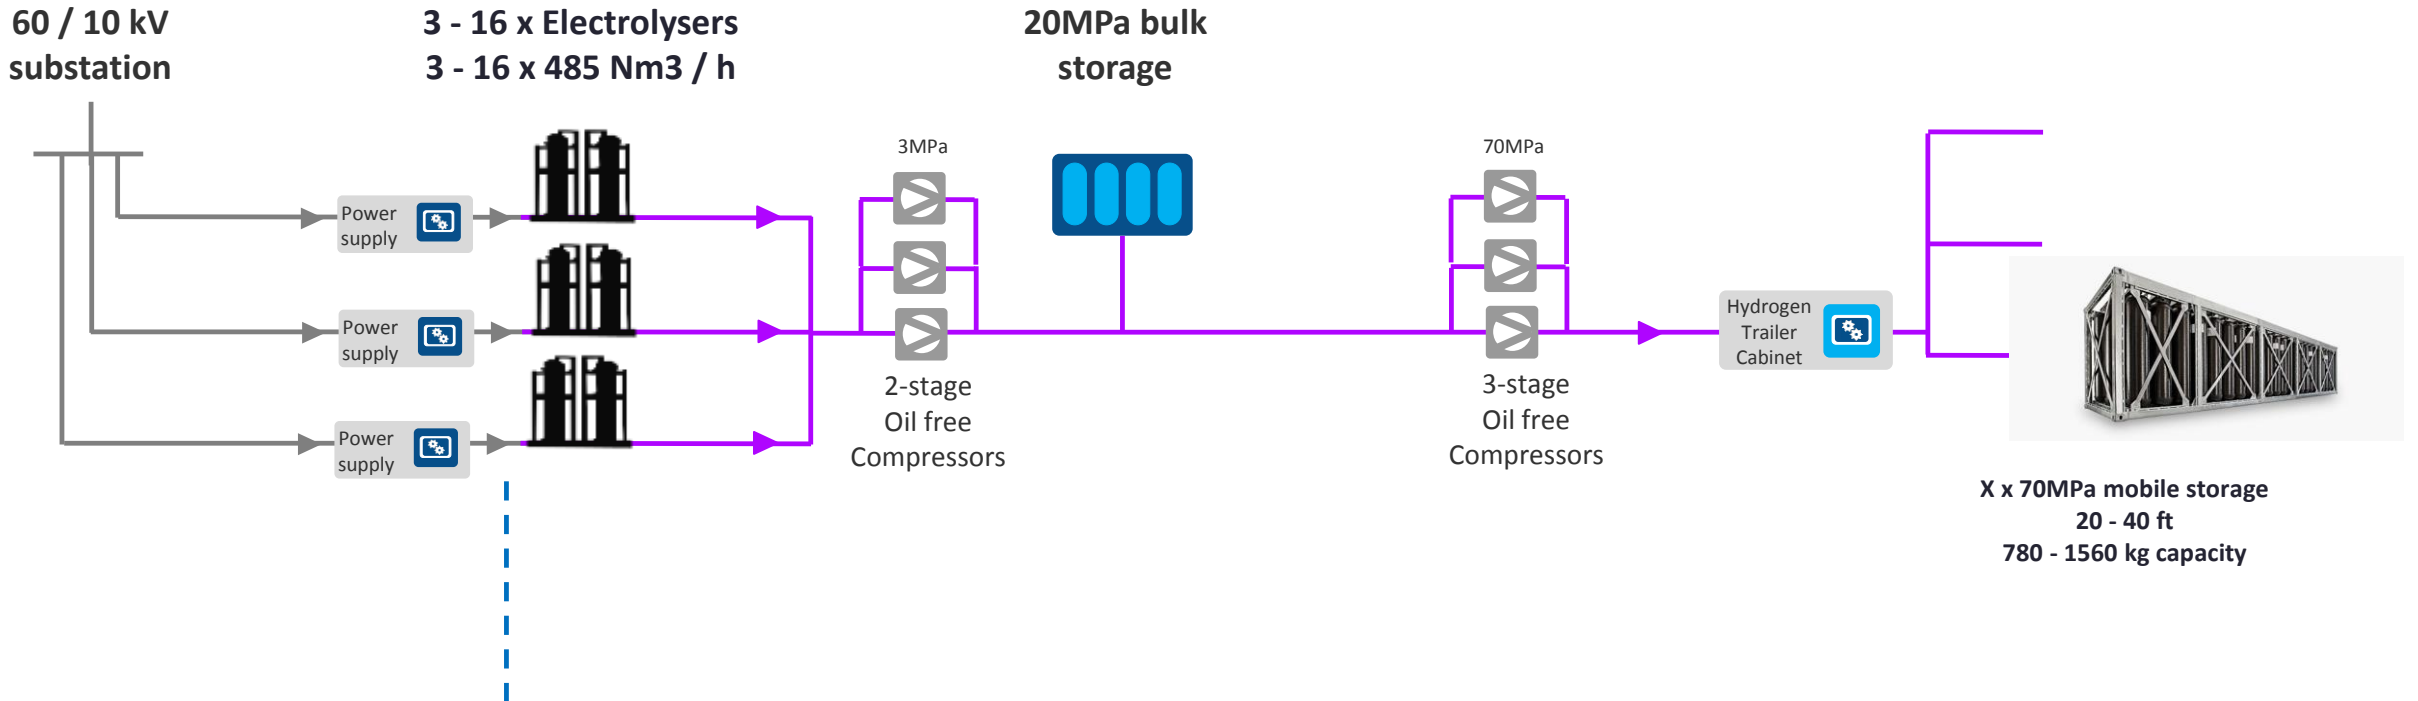 60 / 10 kV
substation
3 - 16 x Electrolysers
3 - 16 x 485 Nm3 / h
20MPa bulk
storage
3MPa
70MPa
Power
supply
Power
supply
Power
supply
2-stage
Oil free
Compressors
3-stage
Oil free
Compressors
Hydrogen
Trailer
Cabinet
X x 70MPa mobile storage
20 - 40 ft
780 - 1560 kg capacity